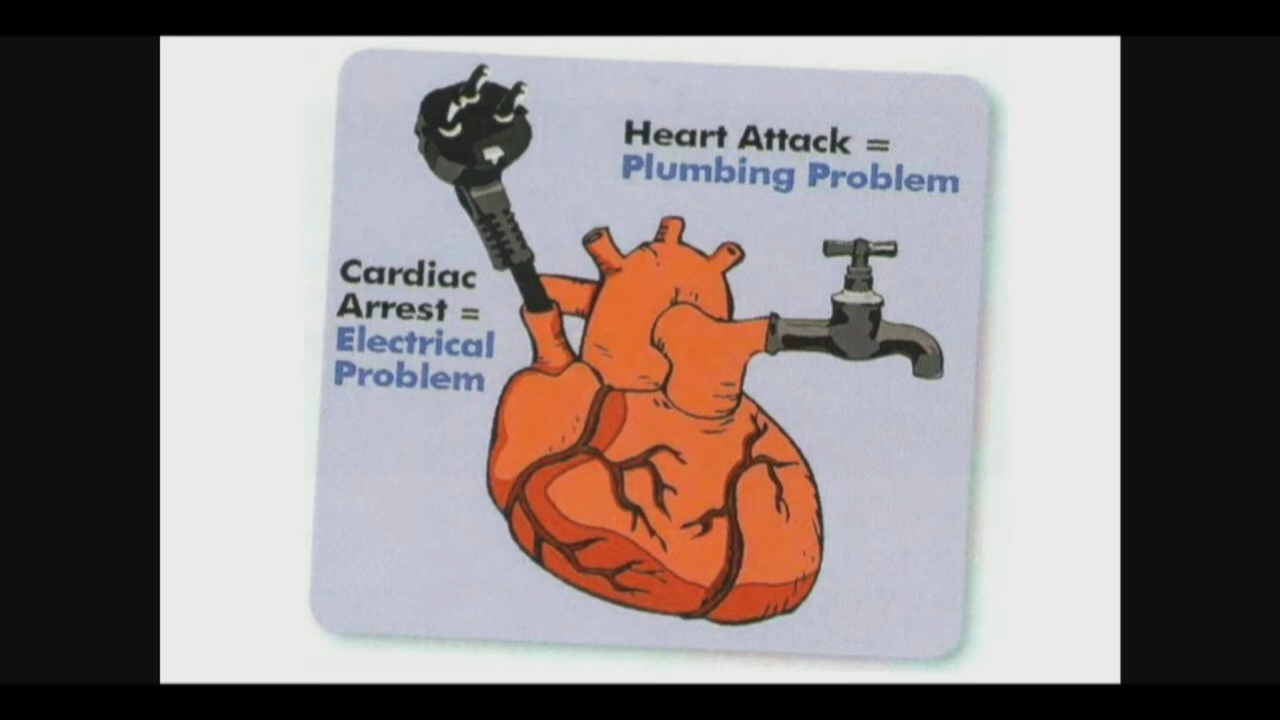 Heart Attack =
Plumbing Problem
Cardiac
Arrest =
Electrical
Problem